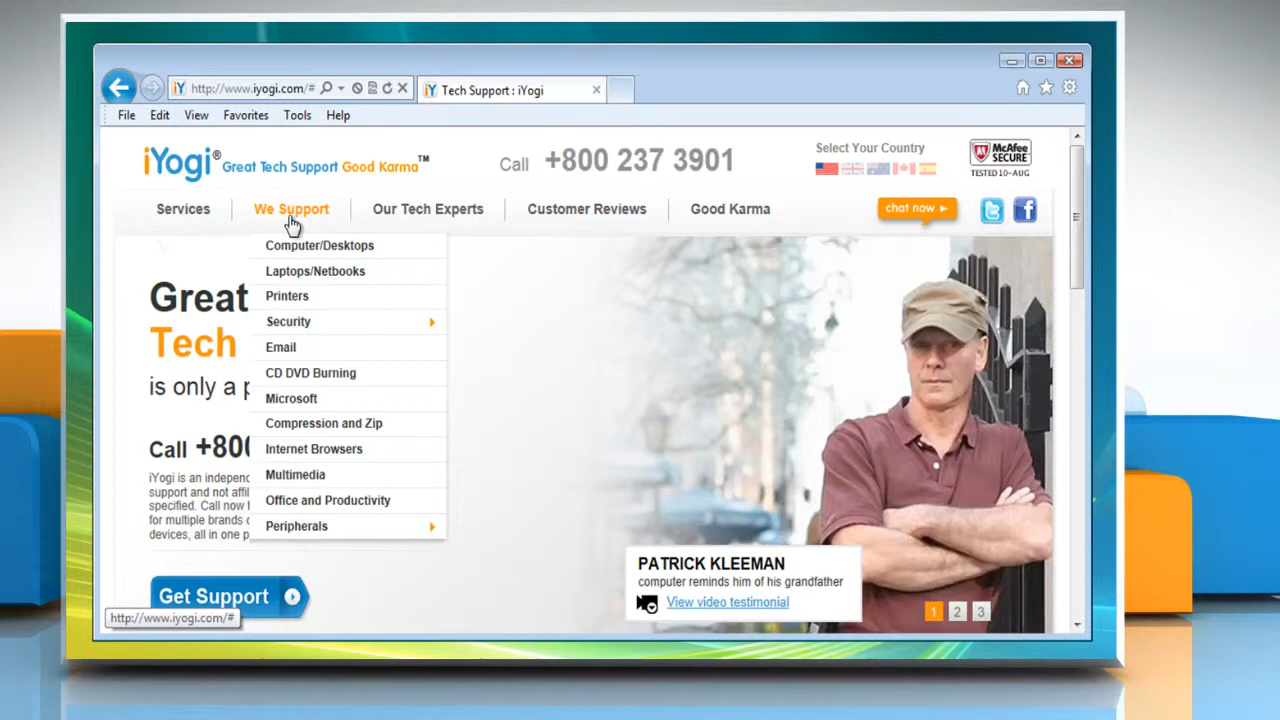 http://www.iyogi.com/#
Tech Support : iYogi
File Edit View Favorites Tools Help
iYogi® Great Tech Support Good Karma™
Call +800 237 3901
Select Your Country
McAfee
SECURE
TESTED 10-AUG
Services
We Support
Our Tech Experts
Customer Reviews
Good Karma
chat now
Computer/Desktops
Laptops/Netbooks
Printers
Security
Email
CD DVD Burning
Microsoft
Compression and Zip
Internet Browsers
Multimedia
Office and Productivity
Peripherals
Great
Tech
is only a
Call +800
iYogi is an
support and not
specified. Call now
for multiple brands
devices, all in one
Get Support
http://www.iyogi.com/#
PATRICK KLEEMAN
computer reminds him of his grandfather
View video testimonial
1 2 3